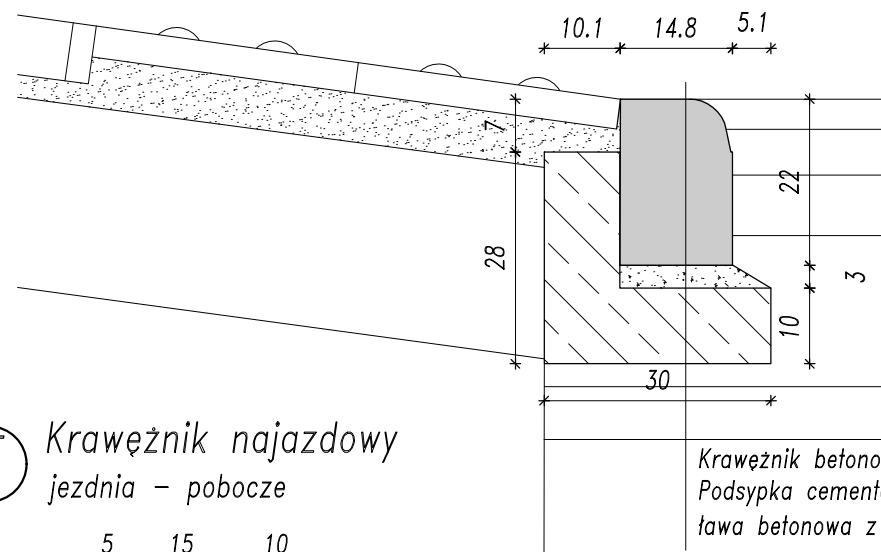 10.1 14.8 5.1
7
22
28
3
10
30
Krawężnik najazdowy
jezdnia – pobocze
5 15 10
Krawężnik betono
Podsypka cement
ława betonowa z